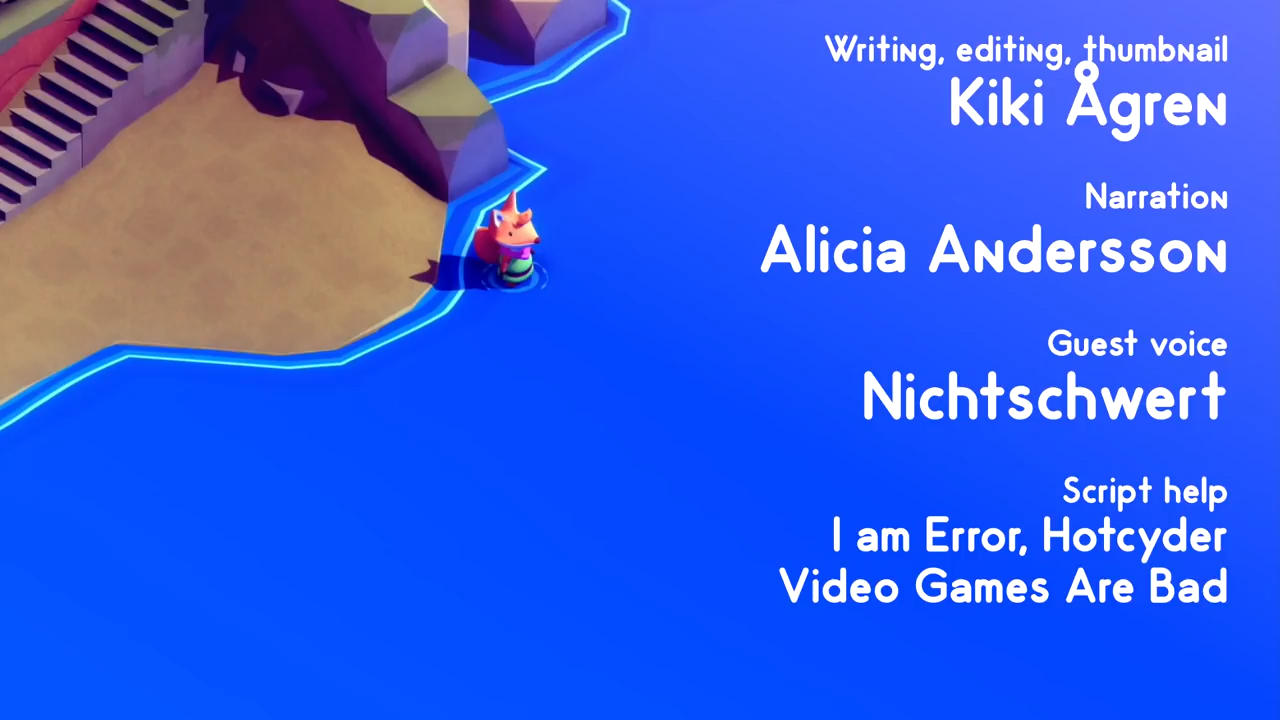 Writing, editing, thumbnail
Kiki Ågren
Narration
Alicia Andersson
Guest voice
Nichtschwert
Script help
I am Error, Hotcyder
Video Games Are Bad